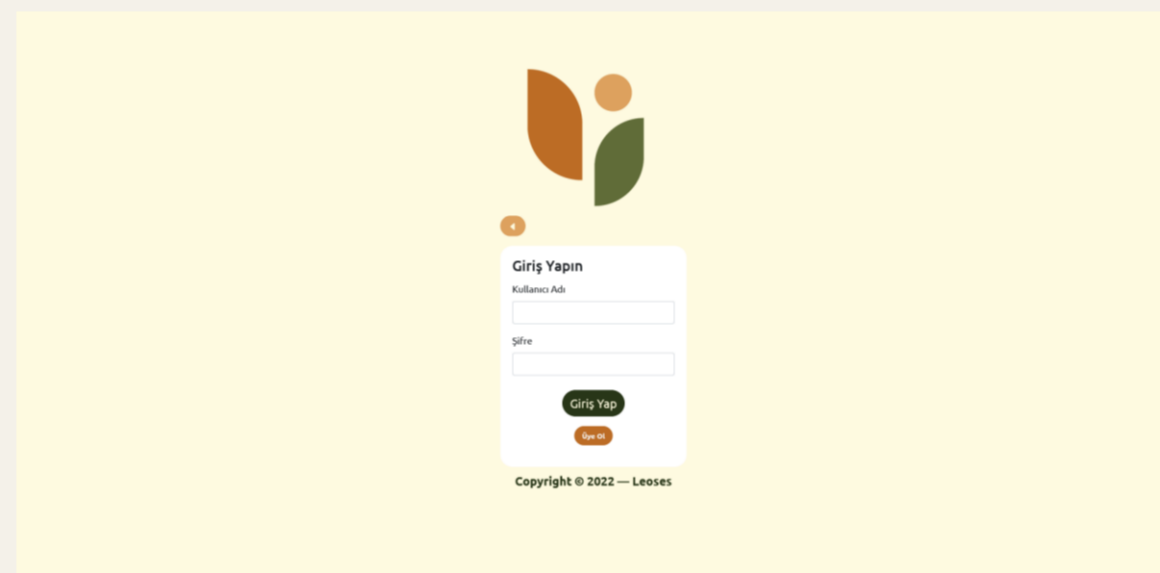 Giriş Yapın
Kullanıcı Adı
Şifre
Giriş Yap
Üye Ol
Copyright © 2022 — Leoses